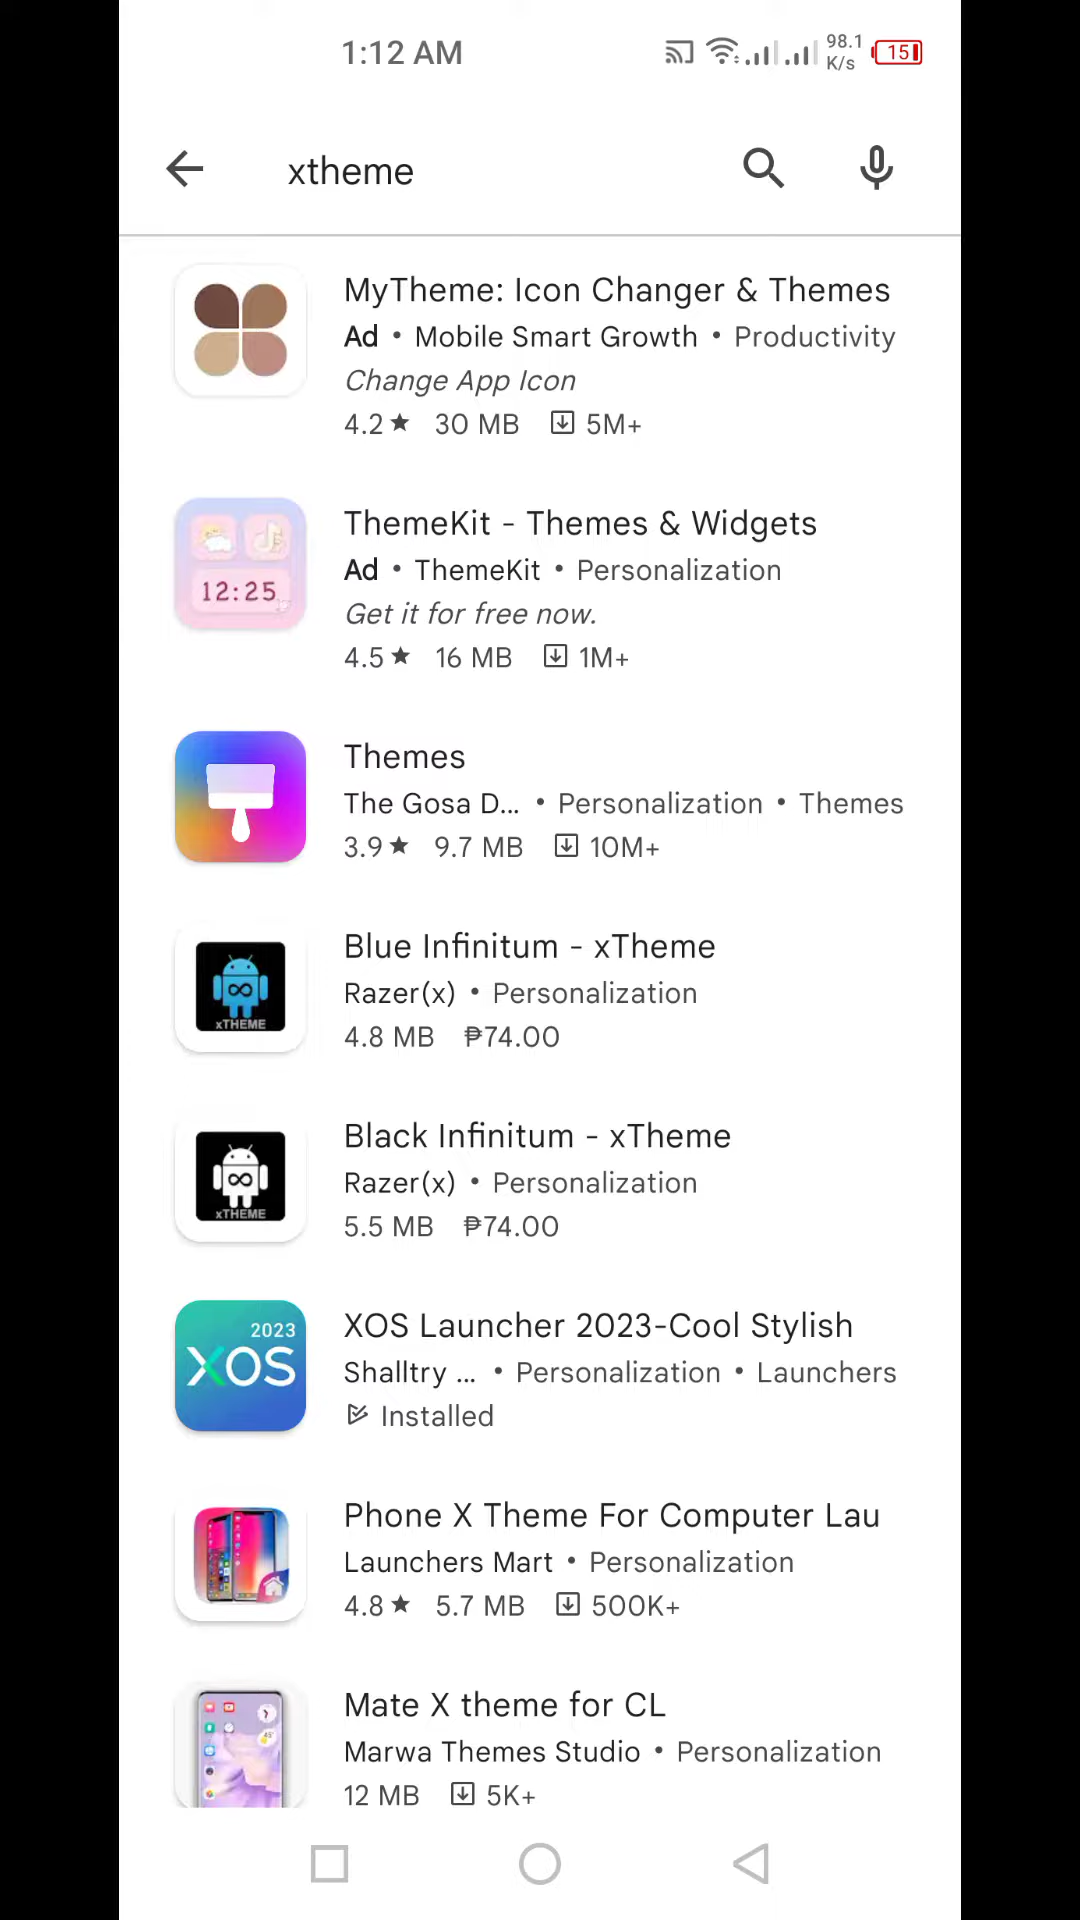 1:12 AM
98.1
K/s
15
xtheme
MyTheme: Icon Changer & Themes
Ad • Mobile Smart Growth • Productivity
Change App Icon
4.2★ 30 MB 5M+
12:25
ThemeKit - Themes & Widgets
Ad • ThemeKit • Personalization
Get it for free now.
4.5★ 16 MB 1M+
Themes
The Gosa D... • Personalization • Themes
3.9★ 9.7 MB 10M+
xTHEME
Blue Infinitum - xTheme
Razer(x) • Personalization
4.8 MB ₱74.00
xTHEME
Black Infinitum - xTheme
Razer(x) • Personalization
5.5 MB ₱74.00
2023
XOS
XOS Launcher 2023-Cool Stylish
Shalltry ... • Personalization • Launchers
Installed
Phone X Theme For Computer Lau
Launchers Mart • Personalization
4.8★ 5.7 MB 500K+
Mate X theme for CL
Marwa Themes Studio • Personalization
12 MB 5K+